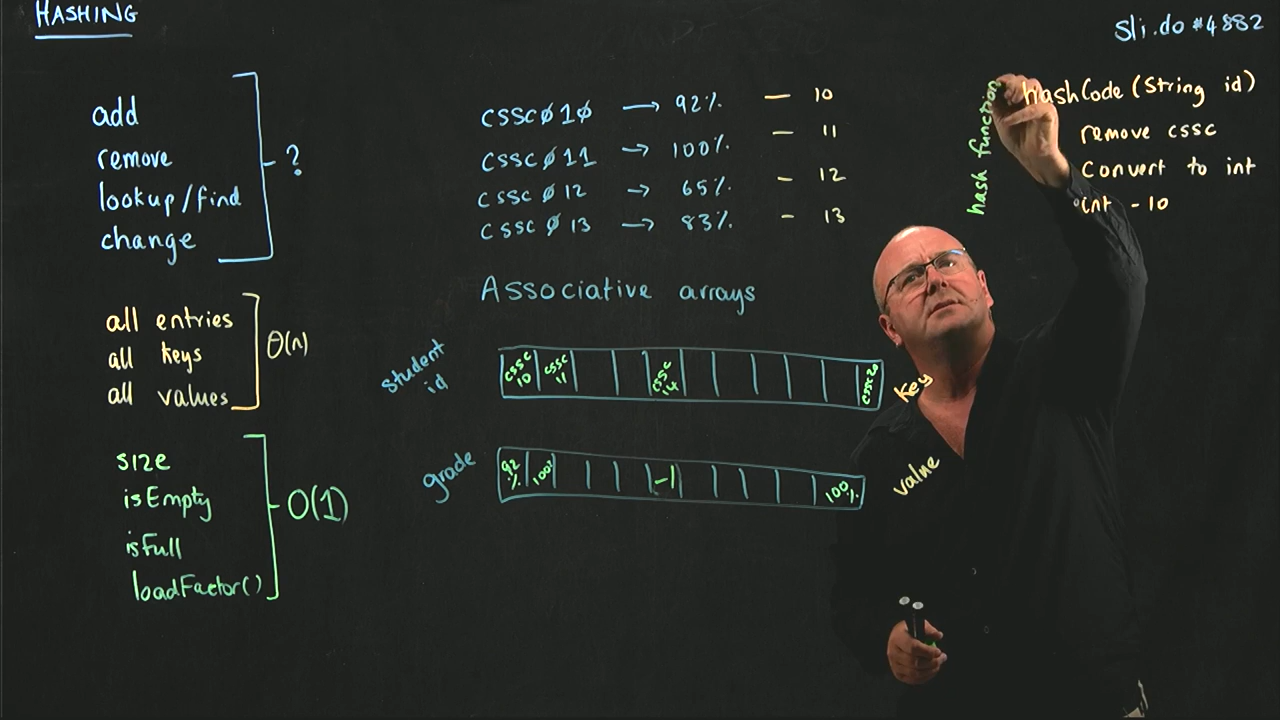 HASHING
Sli.do #4882
add
remove
lookup/find
change
?
all entries
all keys
all values
Θ(n)
size
isEmpty
isFull
loadFactor()
O(1)
cssc010 → 92% - 10
cssc011 → 100% - 11
cssc012 → 65% - 12
cssc013 → 83% - 13
Associative arrays
student id
cssc 10
cssc 11
cssc 14
cssc20
key
grade
92%
100%
-1
100%
value
hash function
hashCode (String id)
remove cssc
Convert to int
int - 10